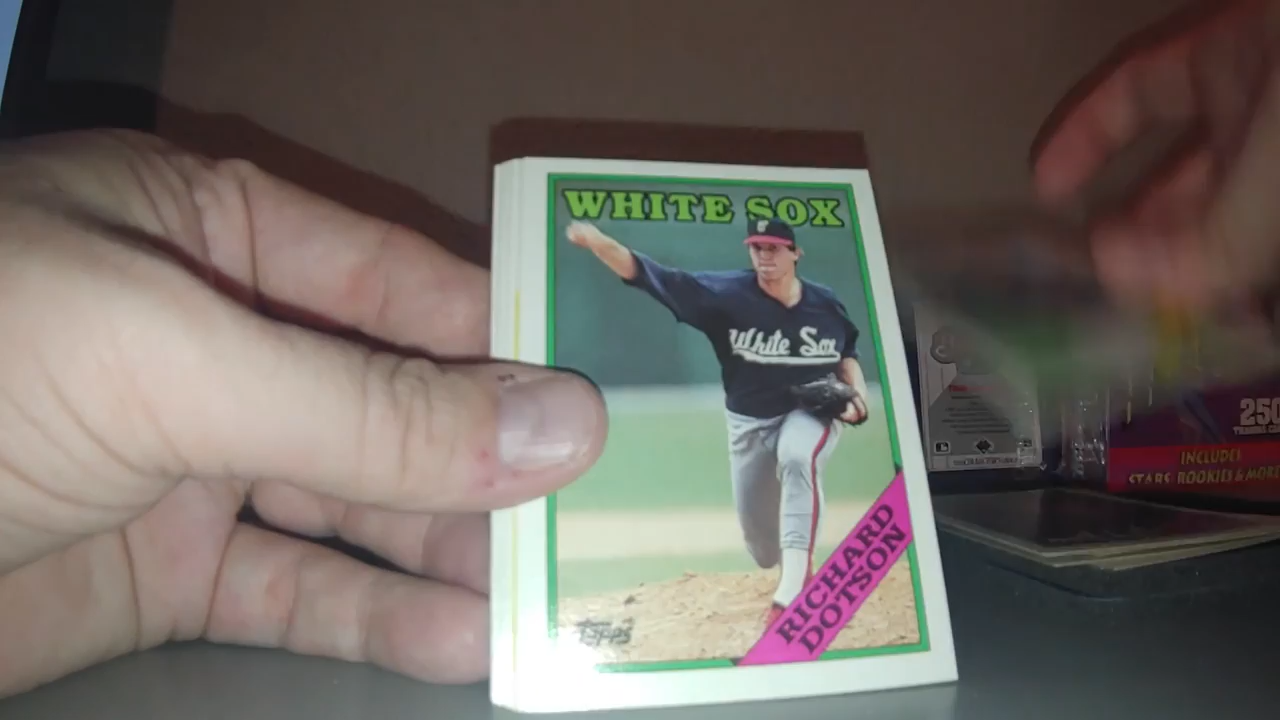 WHITE SOX
White Sox
RICHARD
DOTSON
Topps
250
INCLUDES
STARS ROOKIES & MORE